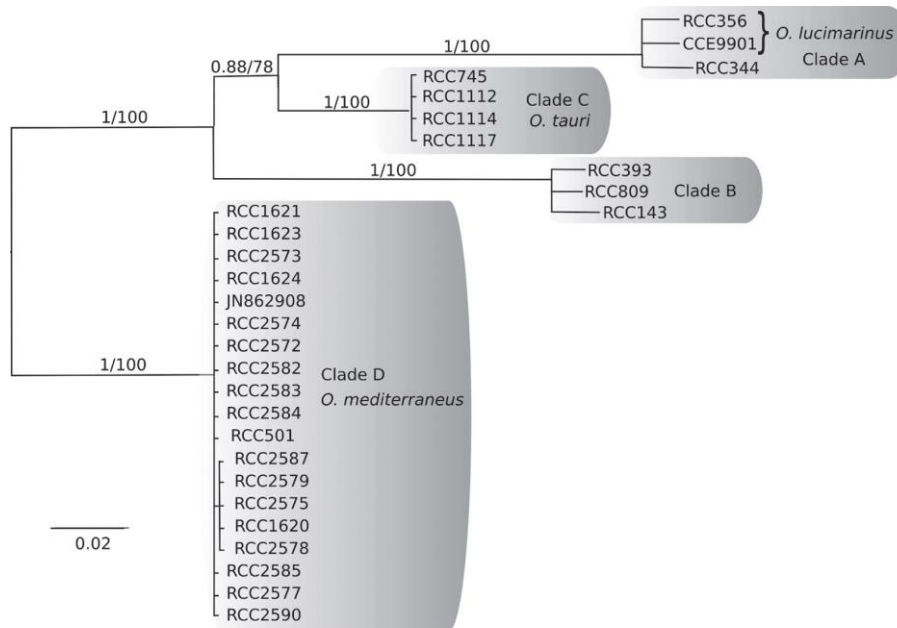 RCC356
CCE9901
O. lucimarinus
RCC344
Clade A
1/100
0.88/78
RCC745
RCC1112
RCC1114
RCC1117
Clade C
O. tauri
1/100
1/100
1/100
RCC393
RCC809
RCC143
Clade B
RCC1621
RCC1623
RCC2573
RCC1624
JN862908
RCC2574
RCC2572
RCC2582
RCC2583
RCC2584
RCC501
RCC2587
RCC2579
RCC2575
RCC1620
RCC2578
RCC2585
RCC2577
RCC2590
1/100
Clade D
O. mediterraneus
0.02